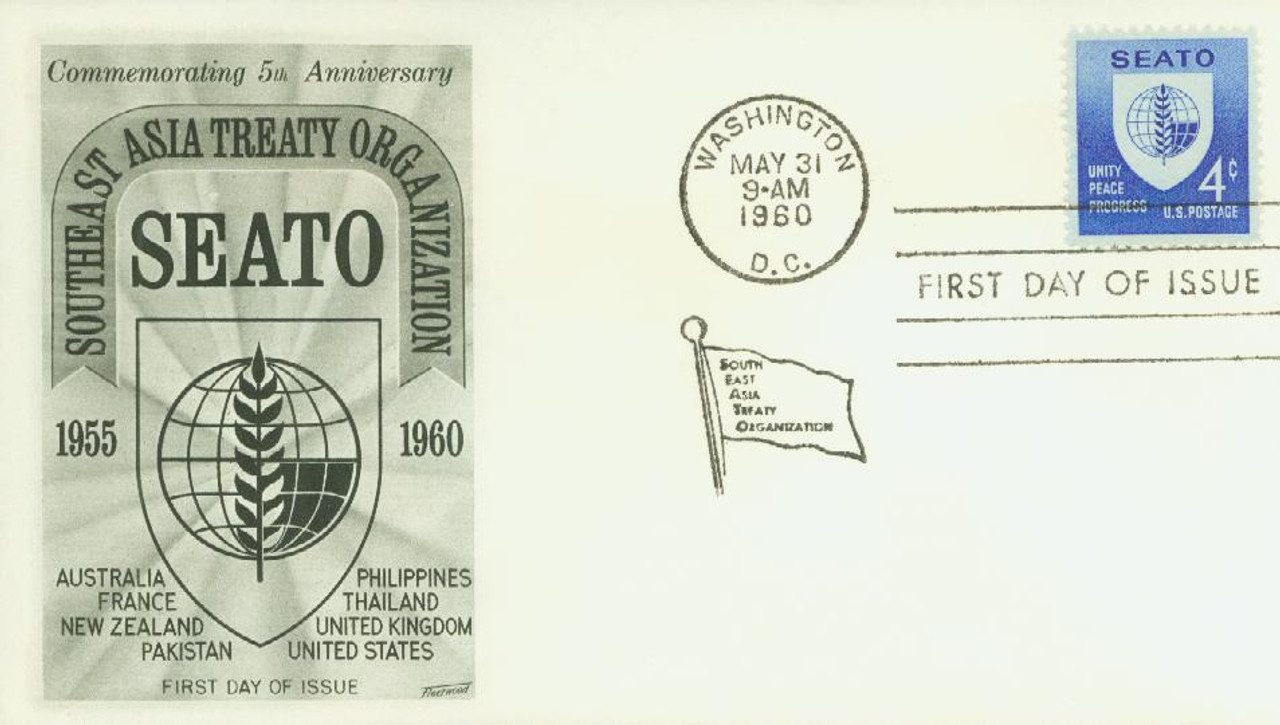 Commemorating 5th Anniversary
SOUTHEAST ASIA TREATY ORGANIZATION
SEATO
1955
1960
AUSTRALIA
FRANCE
NEW ZEALAND
PAKISTAN
PHILIPPINES
THAILAND
UNITED KINGDOM
UNITED STATES
FIRST DAY OF ISSUE
Fleetwood
WASHINGTON
MAY 31
9-AM
1960
D.C.
SOUTH
EAST
ASIA
TREATY
ORGANIZATION
SEATO
UNITY
PEACE
PROGRESS
4¢
U.S. POSTAGE
FIRST DAY OF ISSUE